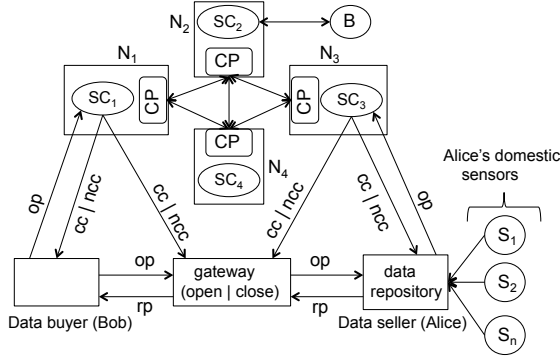 N2
SC2
B
N1
CP
N3
SC1
CP
CP
SC3
CP
SC4
N4
Alice's domestic
sensors
op
cc | ncc
cc | ncc
cc | ncc
cc | ncc
op
S1
op
gateway
(open | close)
op
data
repository
S2
rp
rp
Data buyer (Bob)
Data seller (Alice)
Sn